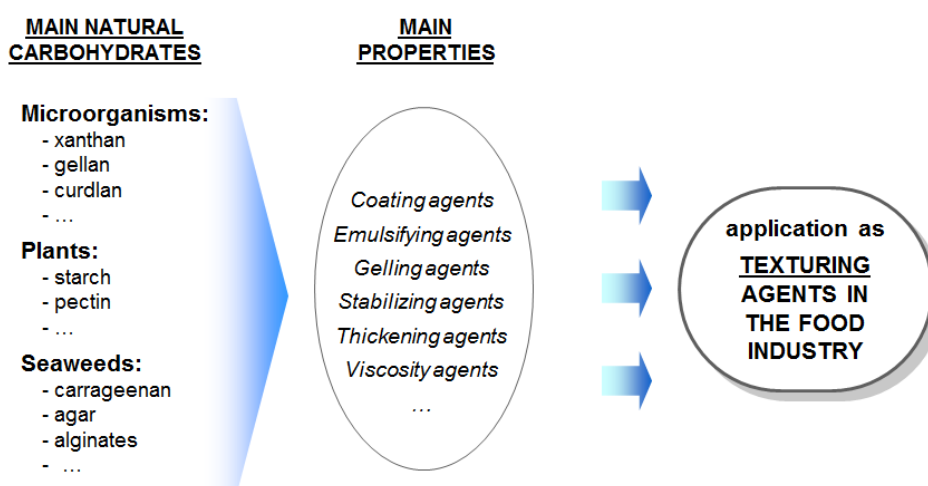 MAIN NATURAL
CARBOHYDRATES
Microorganisms:
- xanthan
- gellan
- curdlan
- …
Plants:
- starch
- pectin
- …
Seaweeds:
- carrageenan
- agar
- alginates
- …
MAIN
PROPERTIES
Coating agents
Emulsifying agents
Gelling agents
Stabilizing agents
Thickening agents
Viscosity agents
…
application as
TEXTURING
AGENTS IN
THE FOOD
INDUSTRY